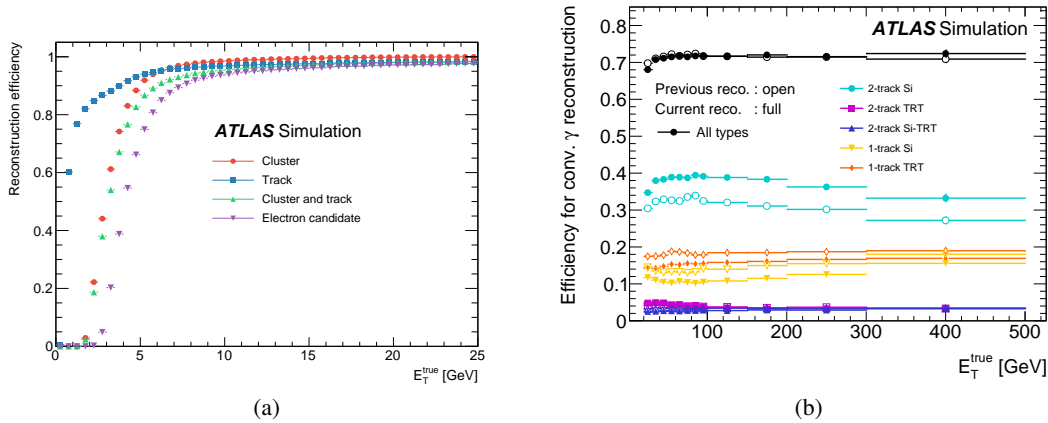 ATLAS Simulation
Reconstruction efficiency
1
0.8
0.6
0.4
0.2
0
Cluster
Track
Cluster and track
Electron candidate
0 5 10 15 20 25
E_T^true [GeV]
(a)
ATLAS Simulation
Efficiency for conv. γ reconstruction
0.8
0.7
0.6
0.5
0.4
0.3
0.2
0.1
0
Previous reco. : open
Current reco. : full
All types
2-track Si
2-track TRT
2-track Si-TRT
1-track Si
1-track TRT
100 200 300 400 500
E_T^true [GeV]
(b)